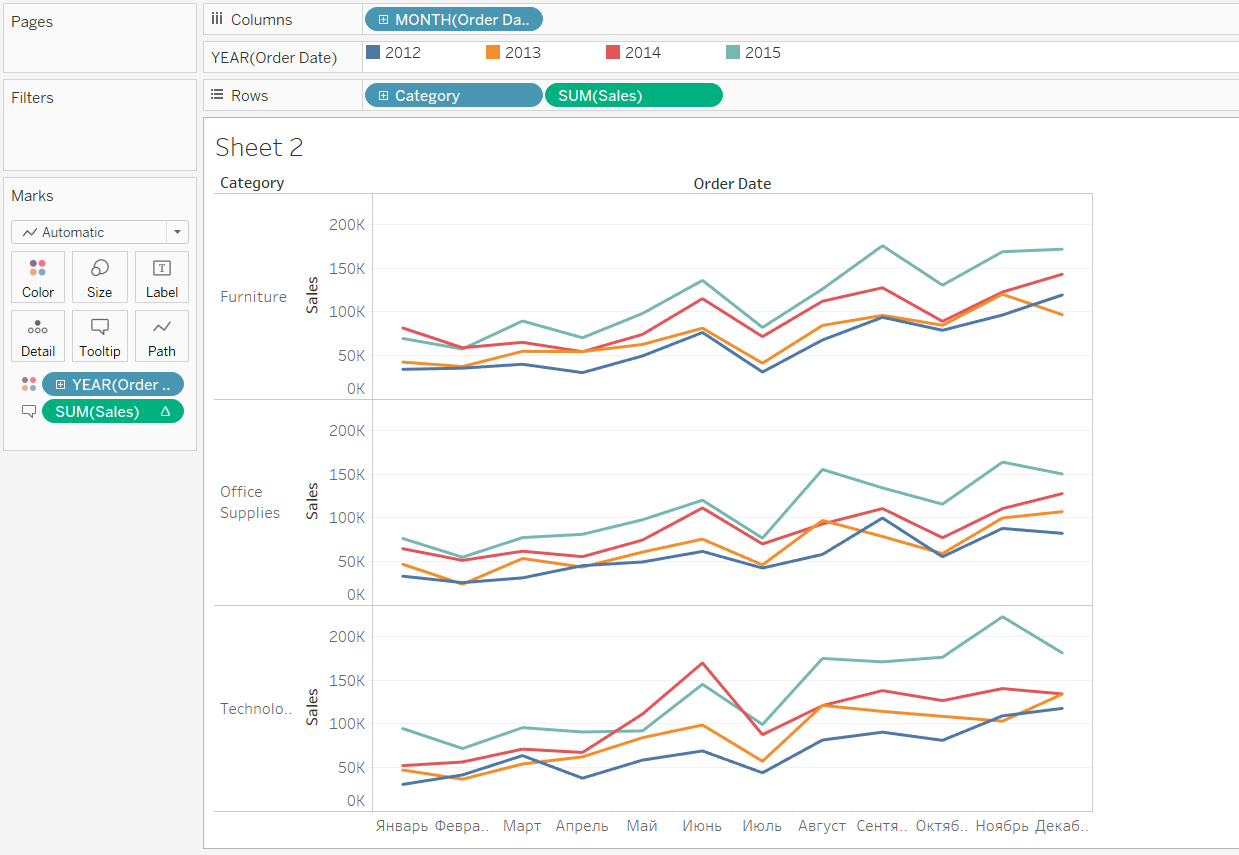 Pages
Columns
MONTH(Order Da..
YEAR(Order Date)
2012
2013
2014
2015
Filters
Rows
Category
SUM(Sales)
Marks
Automatic
Color
Size
Label
Detail
Tooltip
Path
YEAR(Order ..
SUM(Sales) Δ
Sheet 2
Category
Order Date
Furniture
Sales
200K
150K
100K
50K
0K
Office
Supplies
Sales
200K
150K
100K
50K
0K
Technolo..
Sales
200K
150K
100K
50K
0K
Январь Февра.. Март Апрель Май Июнь Июль Август Сентя.. Октяб.. Ноябрь Декаб..